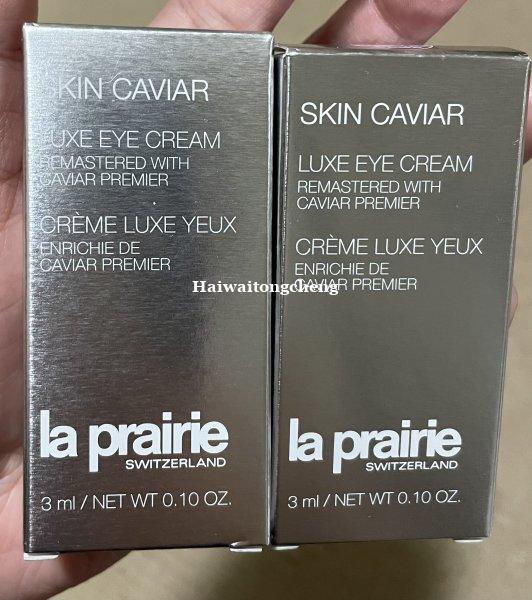 SKIN CAVIAR
LUXE EYE CREAM
REMASTERED WITH
CAVIAR PREMIER
CRÈME LUXE YEUX
ENRICHIE DE
CAVIAR PREMIER
la prairie
SWITZERLAND
3 ml / NET WT 0.10 OZ.
SKIN CAVIAR
LUXE EYE CREAM
REMASTERED WITH
CAVIAR PREMIER
CRÈME LUXE YEUX
ENRICHIE DE
CAVIAR PREMIER
la prairie
SWITZERLAND
3 ml / NET WT 0.10 OZ.
Haiwaitongcheng